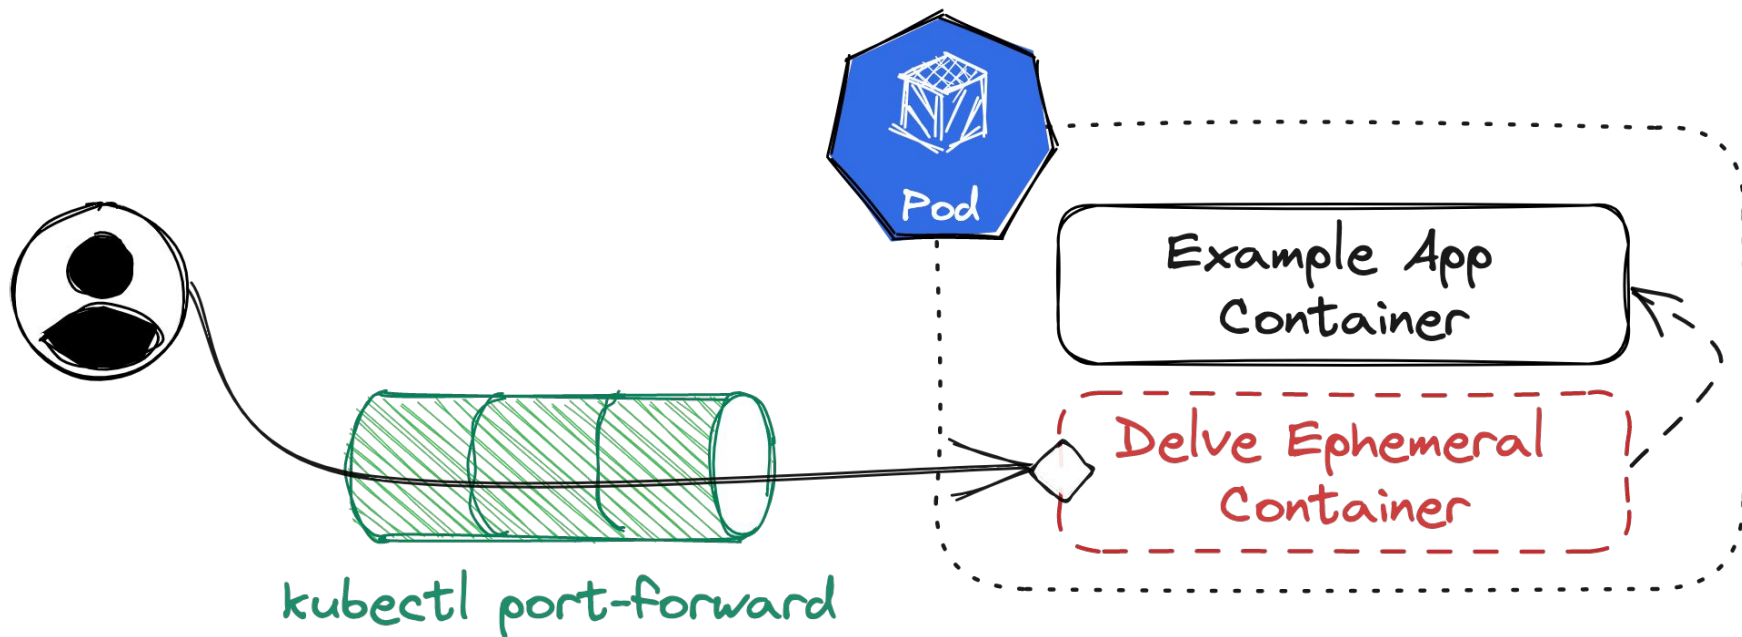 Pod
Example App
Container
Delve Ephemeral
Container
kubectl port-forward